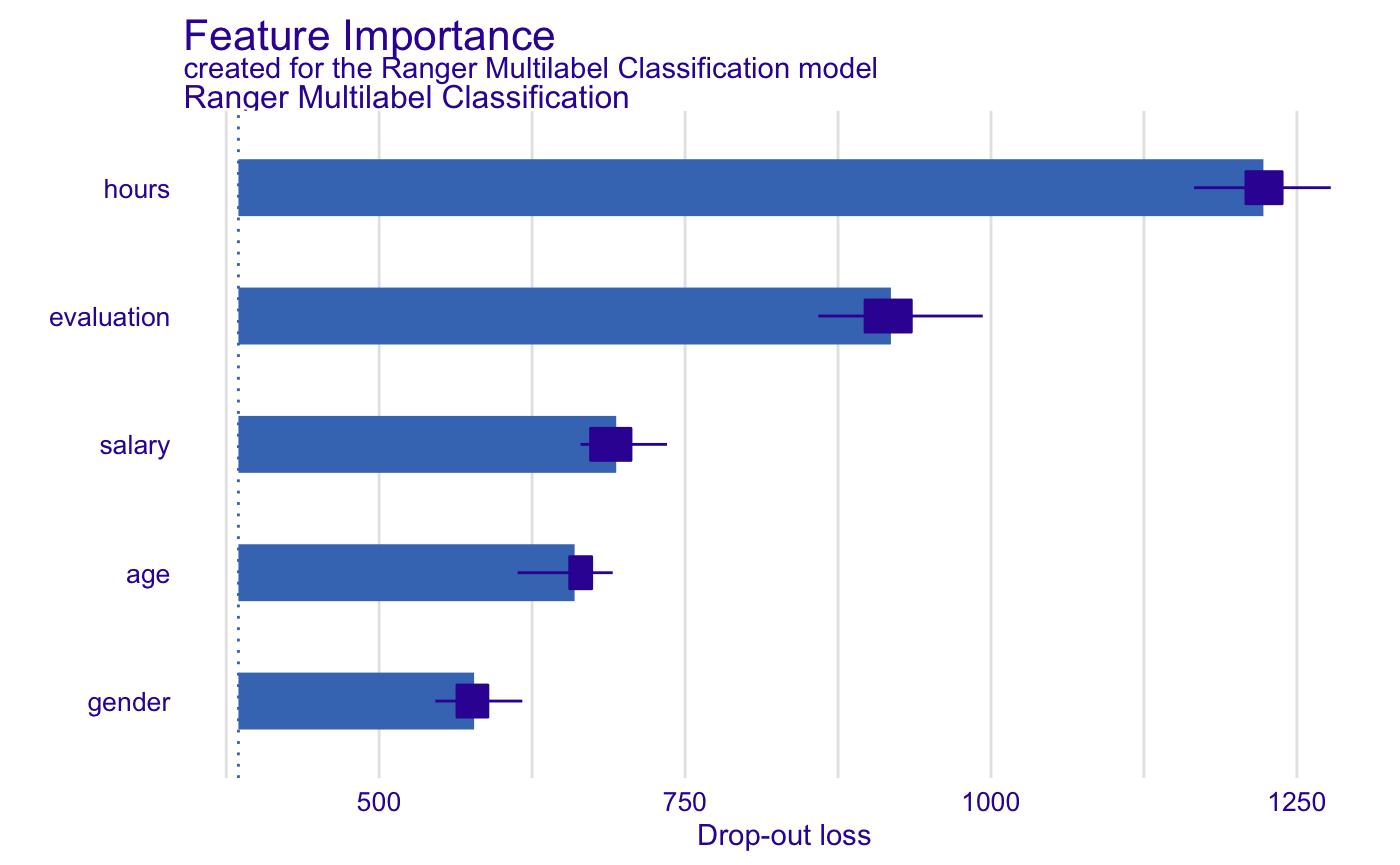 Feature Importance
created for the Ranger Multilabel Classification model
Ranger Multilabel Classification
hours
evaluation
salary
age
gender
500 750 1000 1250
Drop-out loss